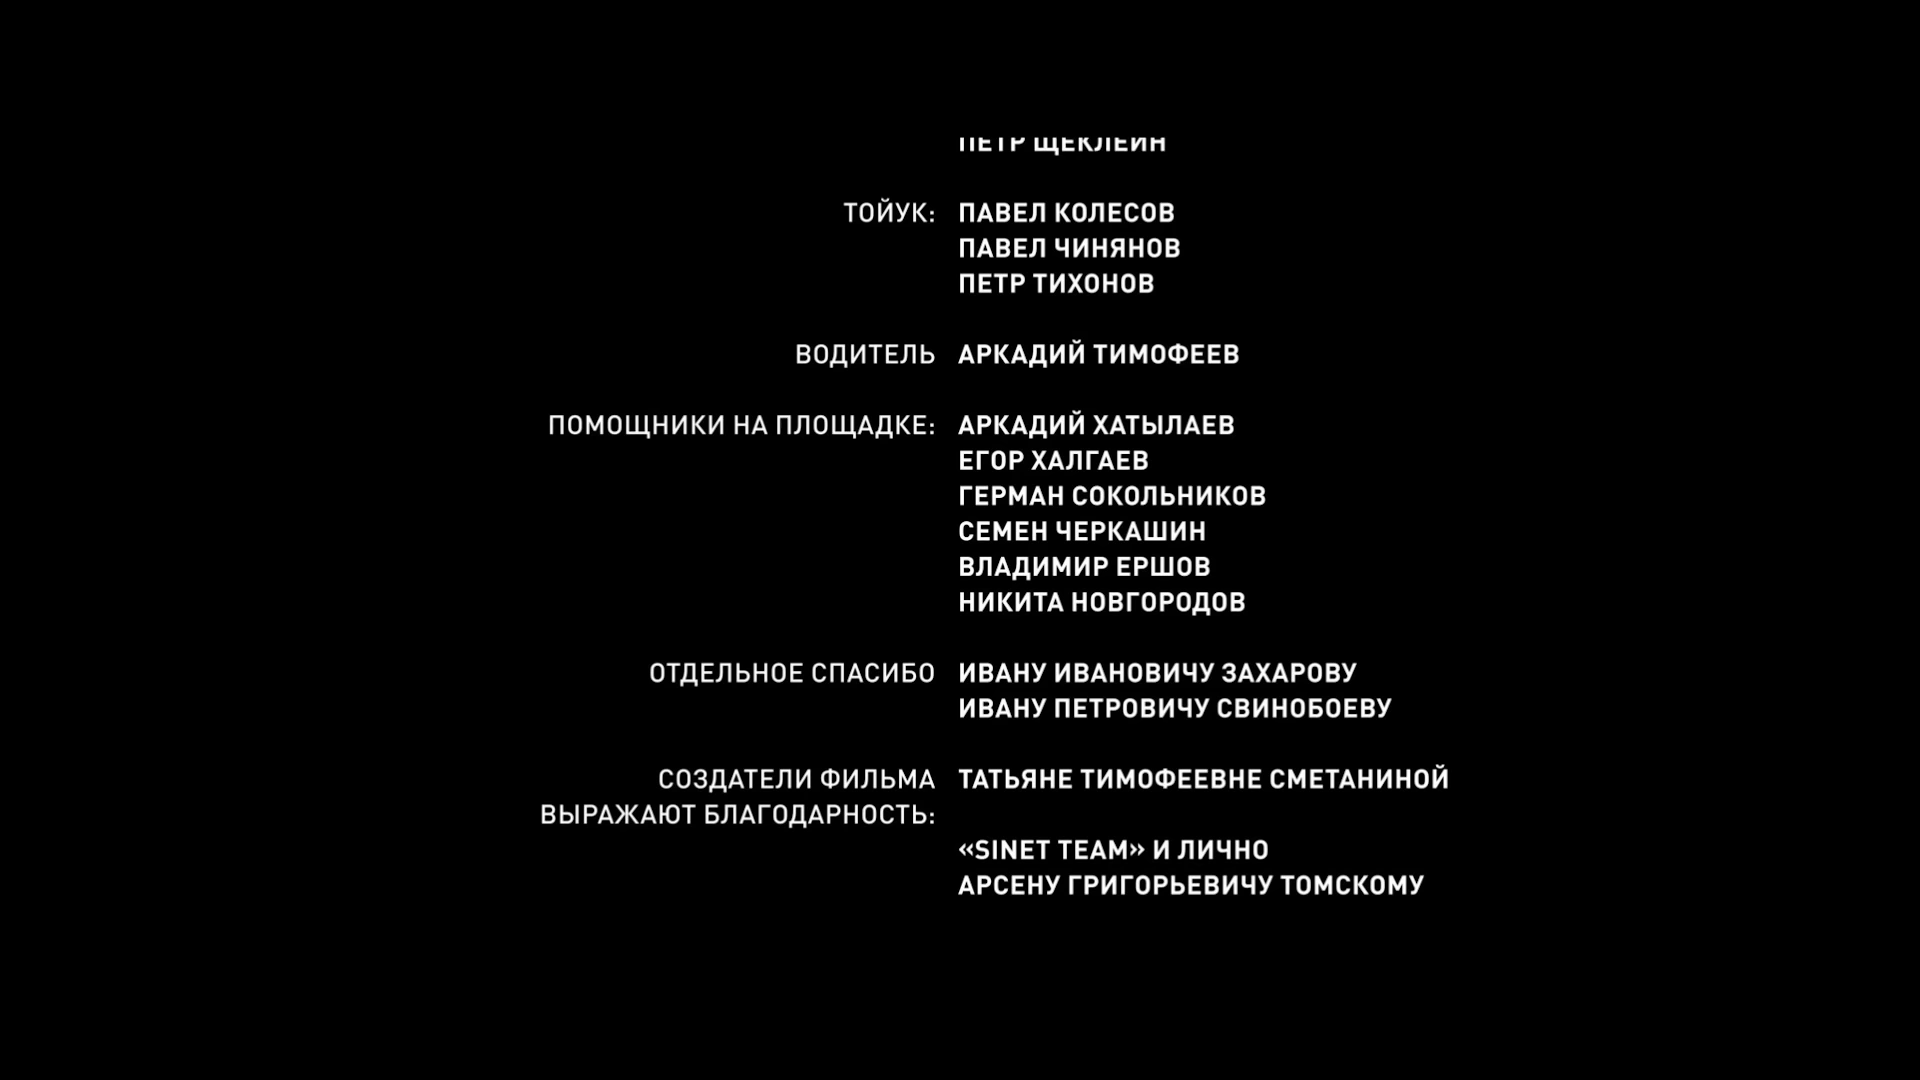 ПЕТР ЩЕКЛЕИН
ТОЙУК: ПАВЕЛ КОЛЕСОВ
ПАВЕЛ ЧИНЯНОВ
ПЕТР ТИХОНОВ
ВОДИТЕЛЬ АРКАДИЙ ТИМОФЕЕВ
ПОМОЩНИКИ НА ПЛОЩАДКЕ: АРКАДИЙ ХАТЫЛАЕВ
ЕГОР ХАЛГАЕВ
ГЕРМАН СОКОЛЬНИКОВ
СЕМЕН ЧЕРКАШИН
ВЛАДИМИР ЕРШОВ
НИКИТА НОВГОРОДОВ
ОТДЕЛЬНОЕ СПАСИБО ИВАНУ ИВАНОВИЧУ ЗАХАРОВУ
ИВАНУ ПЕТРОВИЧУ СВИНОБОЕВУ
СОЗДАТЕЛИ ФИЛЬМА ТАТЬЯНЕ ТИМОФЕЕВНЕ СМЕТАНИНОЙ
ВЫРАЖАЮТ БЛАГОДАРНОСТЬ:
«SINET TEAM» И ЛИЧНО
АРСЕНУ ГРИГОРЬЕВИЧУ ТОМСКОМУ